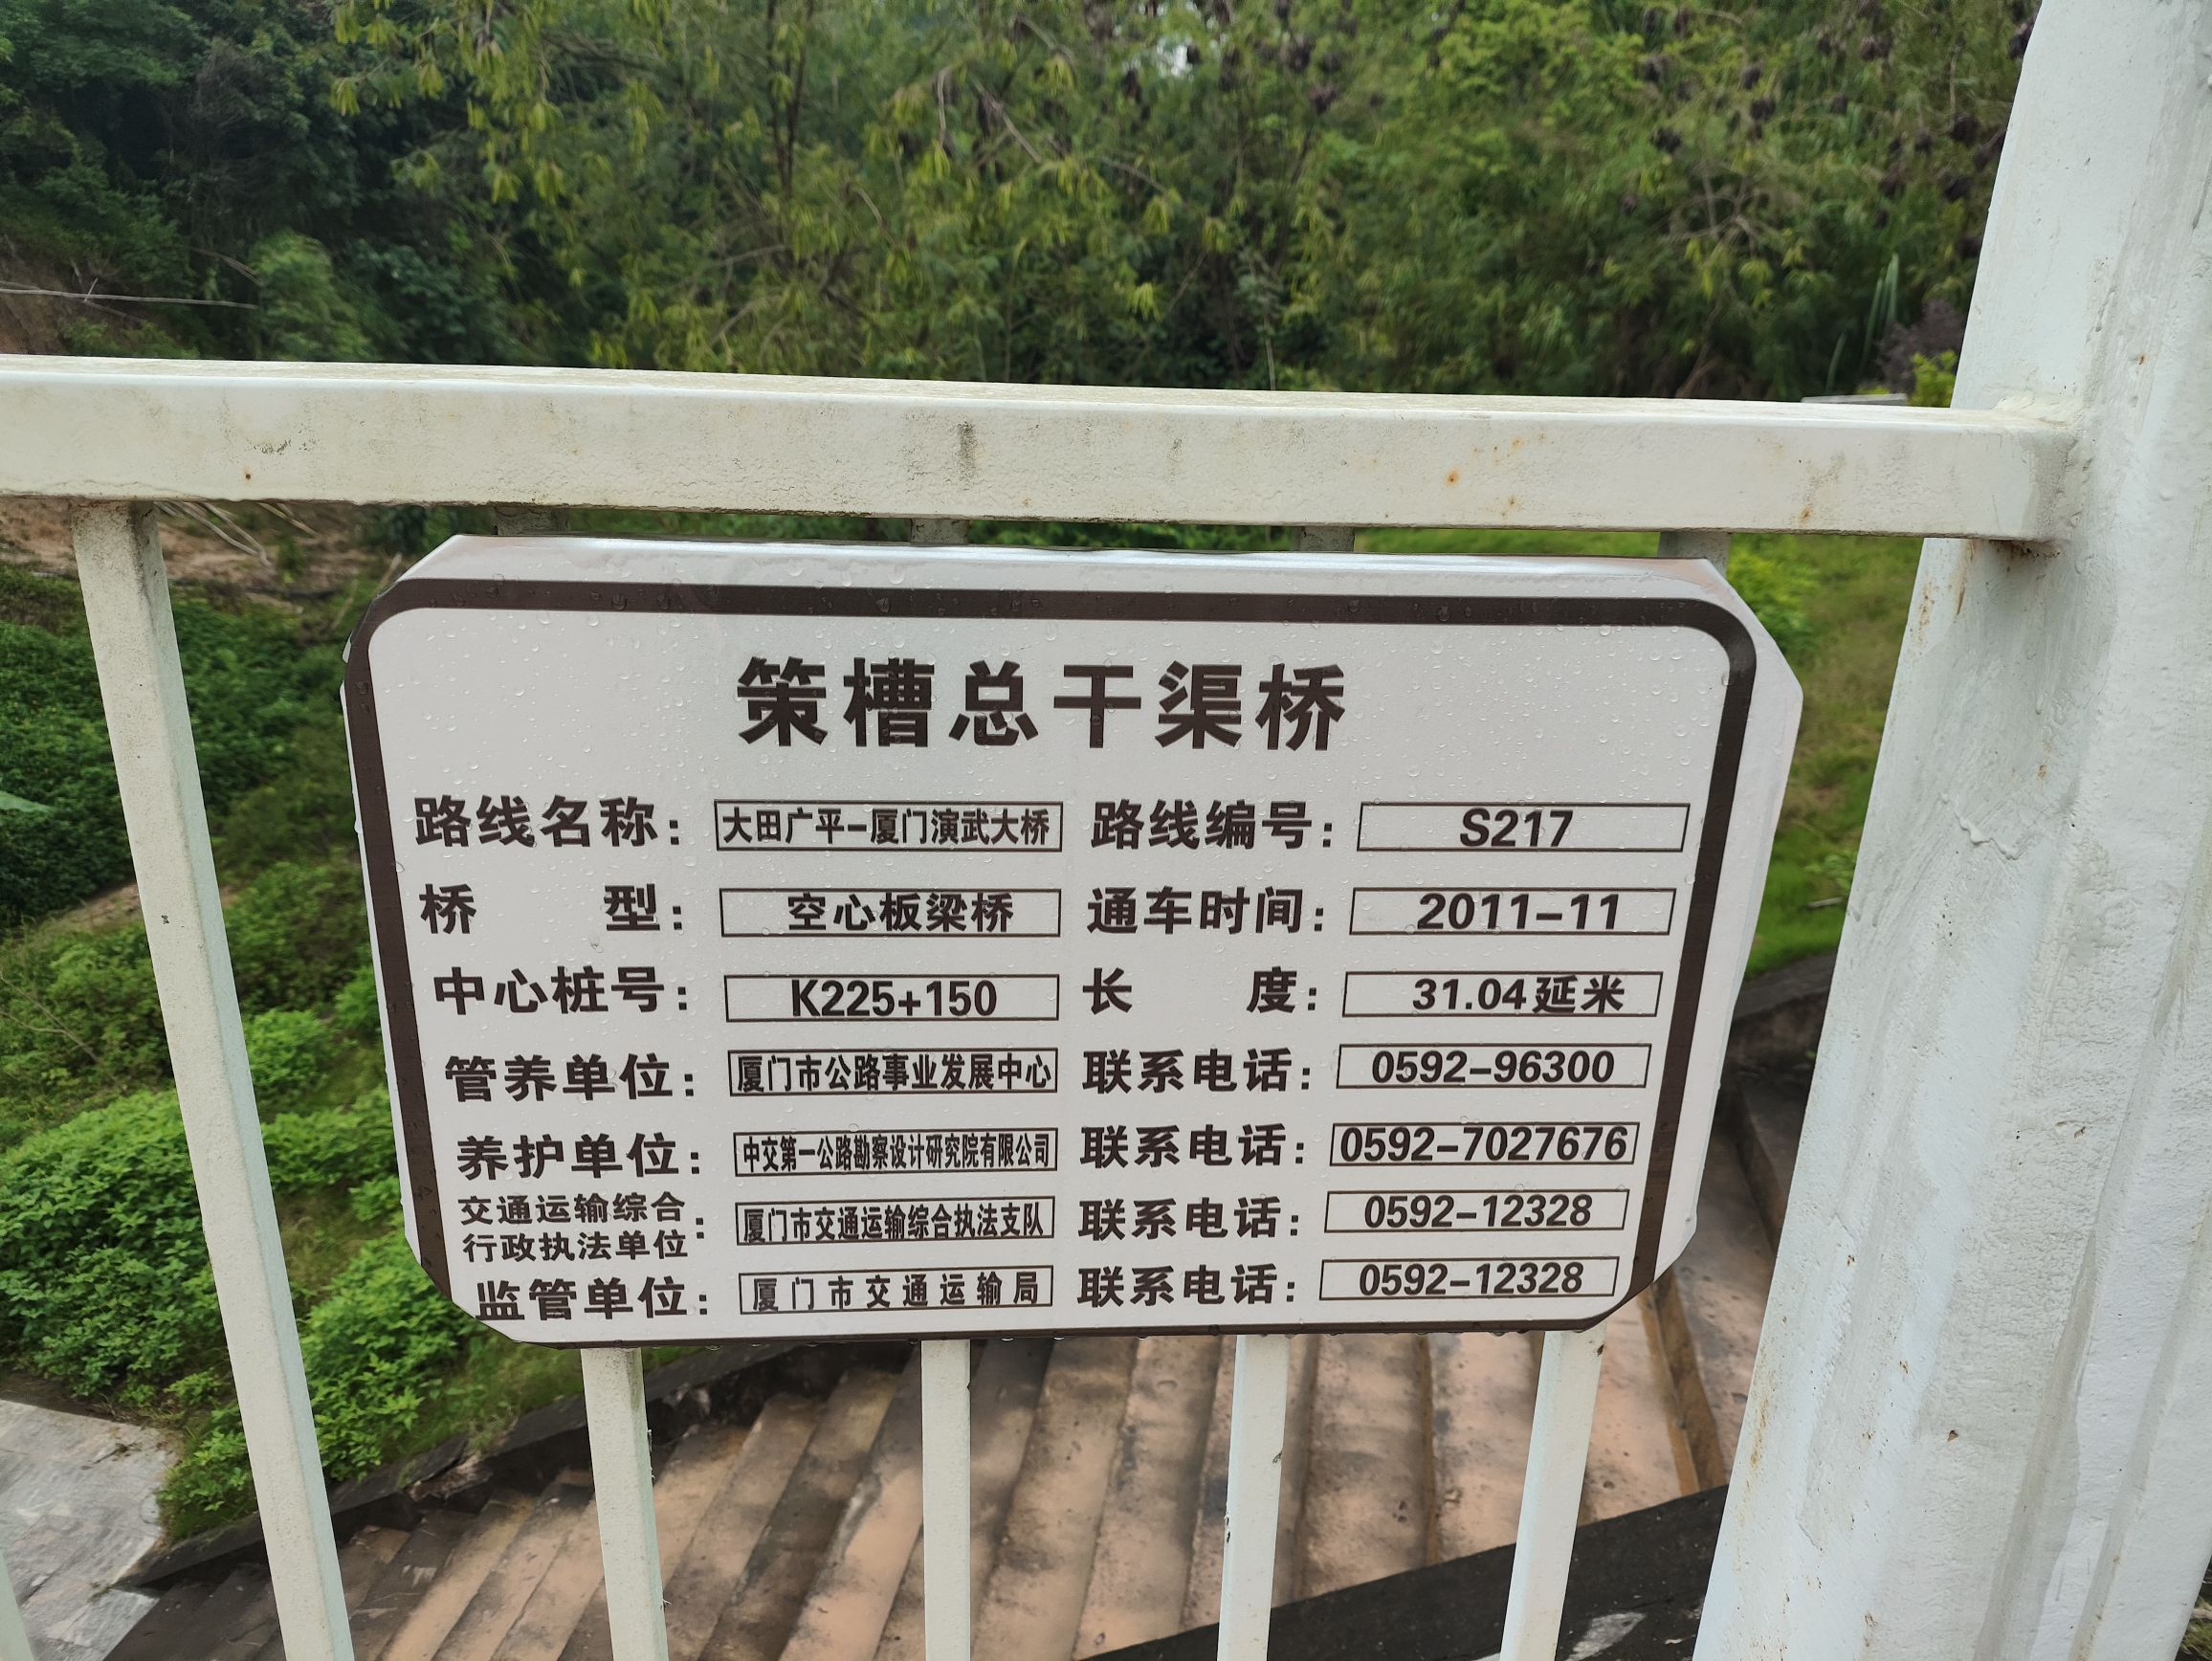 策槽总干渠桥
路线名称： 大田广平-厦门演武大桥 路线编号： S217
桥 型： 空心板梁桥 通车时间： 2011-11
中心桩号： K225+150 长 度： 31.04延米
管养单位： 厦门市公路事业发展中心 联系电话： 0592-96300
养护单位： 中交第一公路勘察设计研究院有限公司 联系电话： 0592-7027676
交通运输综合行政执法单位： 厦门市交通运输综合执法支队 联系电话： 0592-12328
监管单位： 厦门市交通运输局 联系电话： 0592-12328